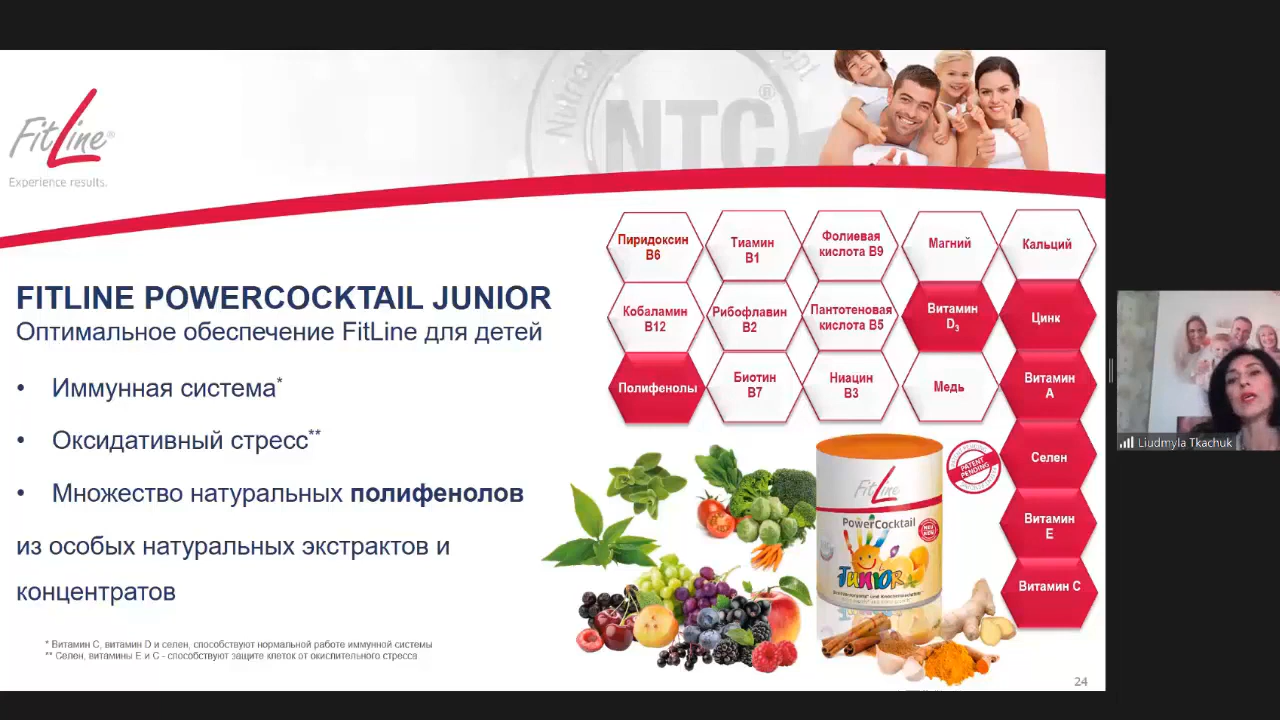 FitLine®
Experience results.
NTC®
FITLINE POWERCOCKTAIL JUNIOR
Оптимальное обеспечение FitLine для детей
• Иммунная система*
• Оксидативный стресс**
• Множество натуральных полифенолов
из особых натуральных экстрактов и
концентратов
* Витамин С, витамин D и селен, способствуют нормальной работе иммунной системы
** Селен, витамины Е и С - способствуют защите клеток от окислительного стресса
Пиридоксин
B6
Тиамин
B1
Фолиевая
кислота B9
Магний
Кальций
Кобаламин
B12
Рибофлавин
B2
Пантотеновая
кислота B5
Витамин
D3
Цинк
Полифенолы
Биотин
B7
Ниацин
B3
Медь
Витамин
A
Селен
Витамин
E
Витамин C
FitLine
PowerCocktail
JUNIOR
PATENT
PENDING
24
Liudmyla Tkachuk